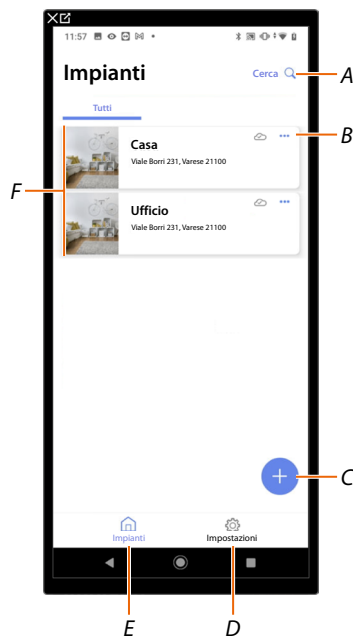 11:57
Impianti
Cerca
A
Tutti
B
Casa
Viale Borri 231, Varese 21100
F
Ufficio
Viale Borri 231, Varese 21100
C
Impianti
Impostazioni
E
D